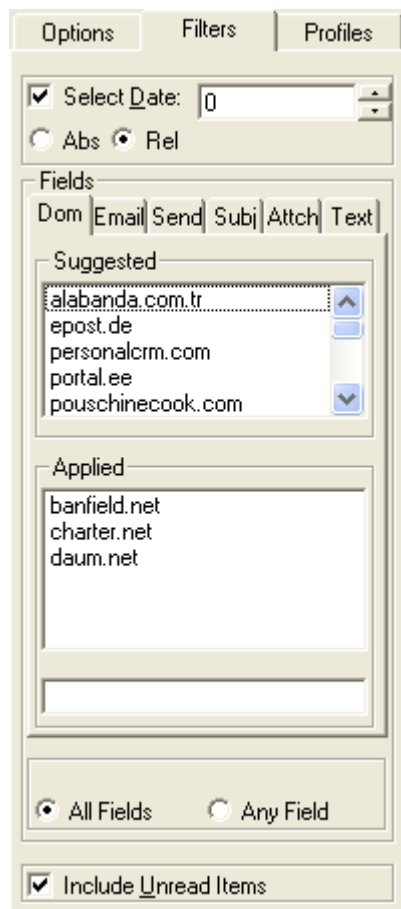 Options Filters Profiles
Select Date: 0
Abs Rel
Fields
Dom Email Send Subj Attch Text
Suggested
alabanda.com.tr
epost.de
personalcrm.com
portal.ee
pouschinecook.com
Applied
banfield.net
charter.net
daum.net
All Fields Any Field
Include Unread Items